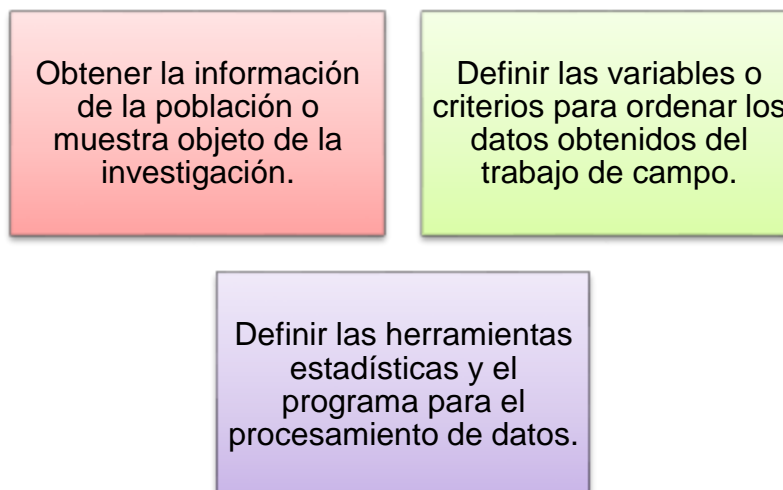 Obtener la información
de la población o
muestra objeto de la
investigación.
Definir las variables o
criterios para ordenar los
datos obtenidos del
trabajo de campo.
Definir las herramientas
estadísticas y el
programa para el
procesamiento de datos.